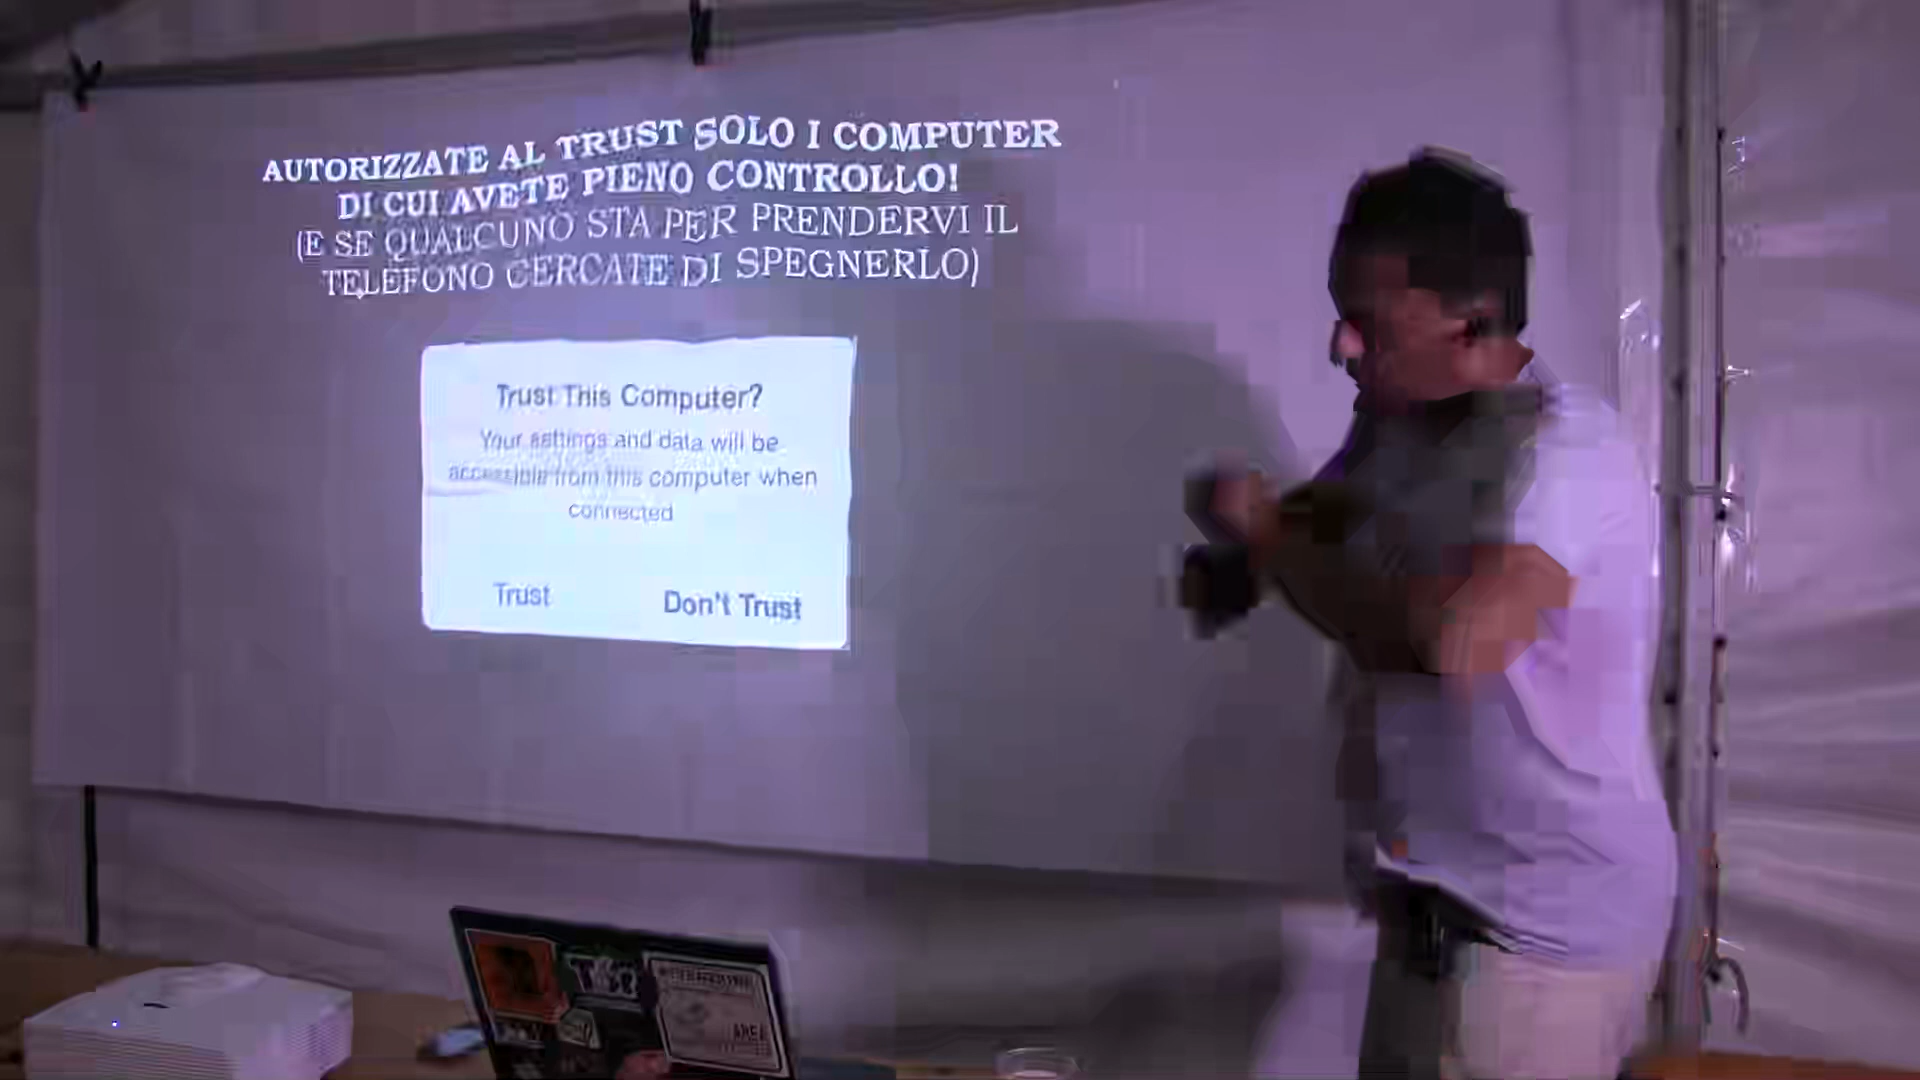 AUTORIZZATE AL TRUST SOLO I COMPUTER
DI CUI AVETE PIENO CONTROLLO!
(E SE QUALCUNO STA PER PRENDERVI IL
TELEFONO CERCATE DI SPEGNERLO)
Trust This Computer?
Your settings and data will be
accessible from this computer when
connected
Trust
Don't Trust
AREA